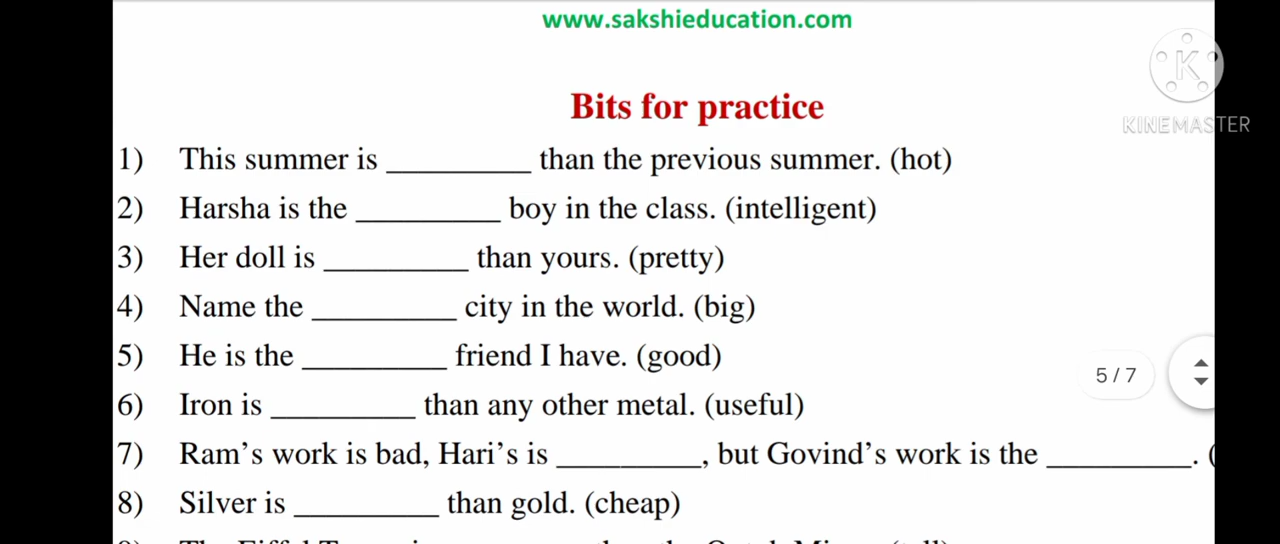 www.sakshieducation.com
KINEMASTER
Bits for practice
1) This summer is _________ than the previous summer. (hot)
2) Harsha is the _________ boy in the class. (intelligent)
3) Her doll is _________ than yours. (pretty)
4) Name the _________ city in the world. (big)
5) He is the _________ friend I have. (good)
5 / 7
6) Iron is _________ than any other metal. (useful)
7) Ram’s work is bad, Hari’s is _________, but Govind’s work is the _________. (
8) Silver is _________ than gold. (cheap)